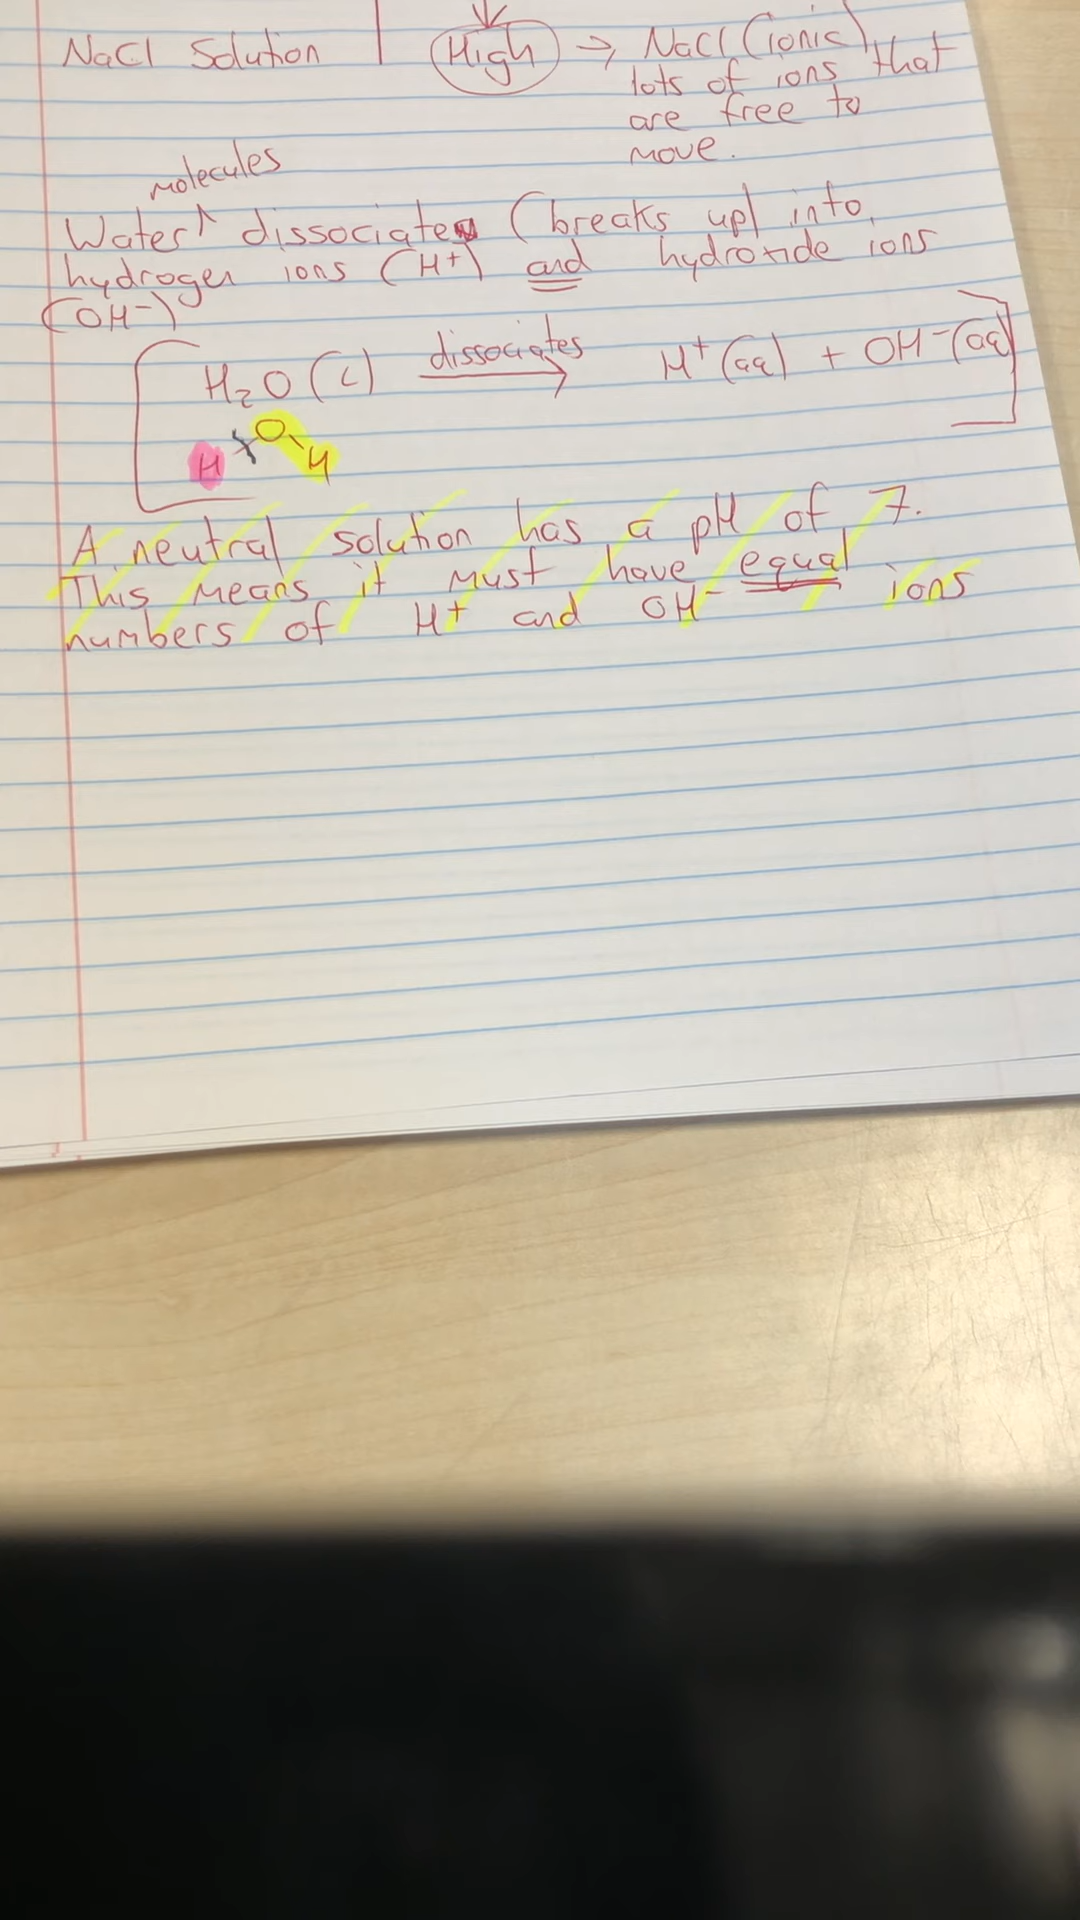 NaCl Solution High → NaCl (ionic)
lots of ions that
are free to
move.
molecules
Water^ dissociate (breaks up) into
hydrogen ions (H+) and hydroxide ions
(OH-)
H2O (l) dissociates → H+ (aq) + OH- (aq)
H O H
A neutral solution has a pH of 7.
This means it must have equal
numbers of H+ and OH- ions